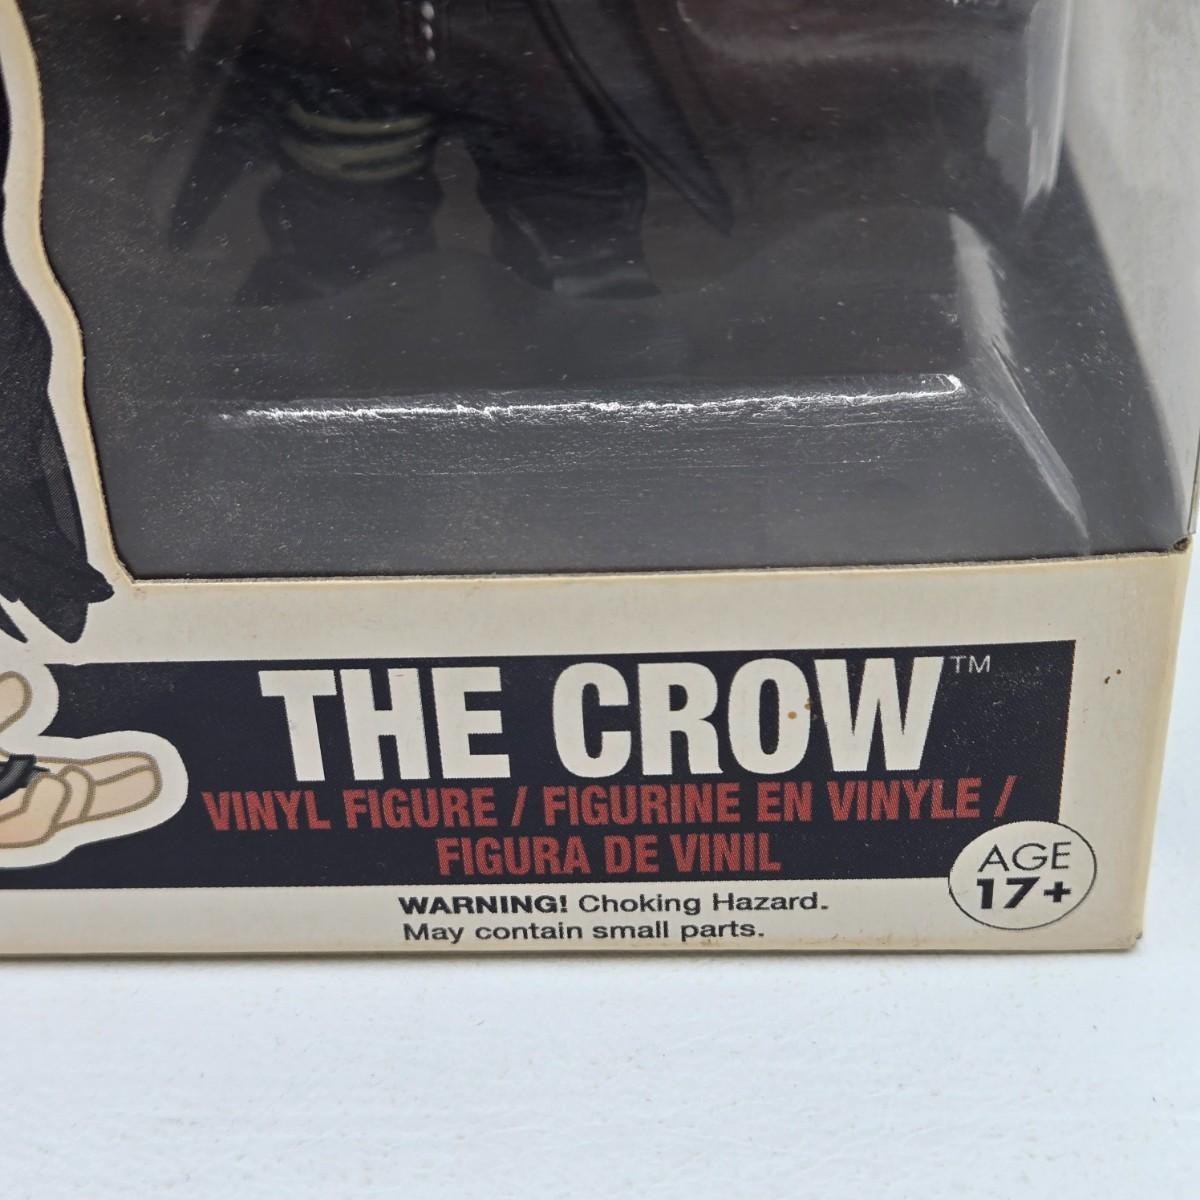 THE CROW™
VINYL FIGURE / FIGURINE EN VINYLE /
FIGURA DE VINIL
AGE
17+
WARNING! Choking Hazard.
May contain small parts.